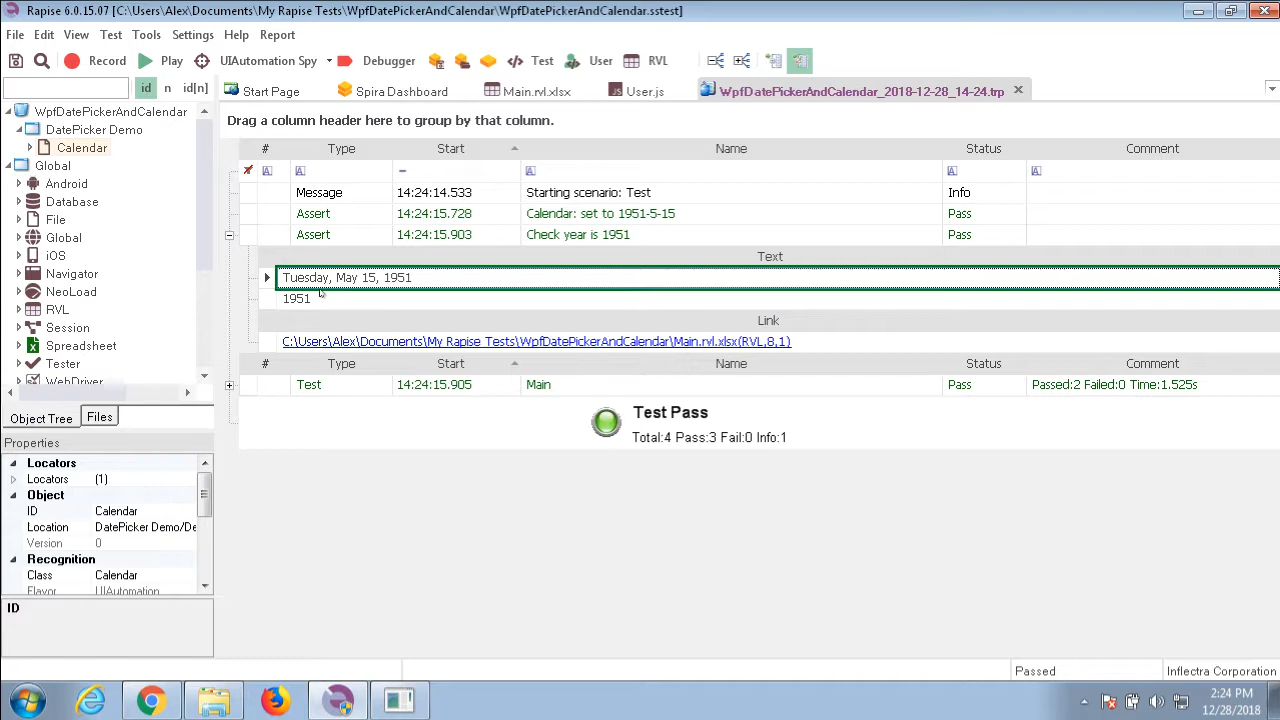 Rapise 6.0.15.07 [C:\Users\Alex\Documents\My Rapise Tests\WpfDatePickerAndCalendar\WpfDatePickerAndCalendar.sstest]
File Edit View Test Tools Settings Help Report
Record Play UIAutomation Spy Debugger Test User RVL
id n id[n] Start Page Spira Dashboard Main.rvl.xlsx User.js WpfDatePickerAndCalendar_2018-12-28_14-24.trp
WpfDatePickerAndCalendar
DatePicker Demo
Calendar
Global
Android
Database
File
Global
iOS
Navigator
NeoLoad
RVL
Session
Spreadsheet
Tester
WebDriver
Object Tree Files
Properties
Locators
Locators (1)
Object
ID Calendar
Location DatePicker Demo/De
Version 0
Recognition
Class Calendar
Flavor UIAutomation
ID
Drag a column header here to group by that column.
# Type Start Name Status Comment
Message 14:24:14.533 Starting scenario: Test Info
Assert 14:24:15.728 Calendar: set to 1951-5-15 Pass
Assert 14:24:15.903 Check year is 1951 Pass
Text
Tuesday, May 15, 1951
1951
Link
C:\Users\Alex\Documents\My Rapise Tests\WpfDatePickerAndCalendar\Main.rvl.xlsx(RVL,8,1)
# Type Start Name Status Comment
Test 14:24:15.905 Main Pass Passed:2 Failed:0 Time:1.525s
Test Pass
Total:4 Pass:3 Fail:0 Info:1
Passed Inflectra Corporation
2:24 PM
12/28/2018